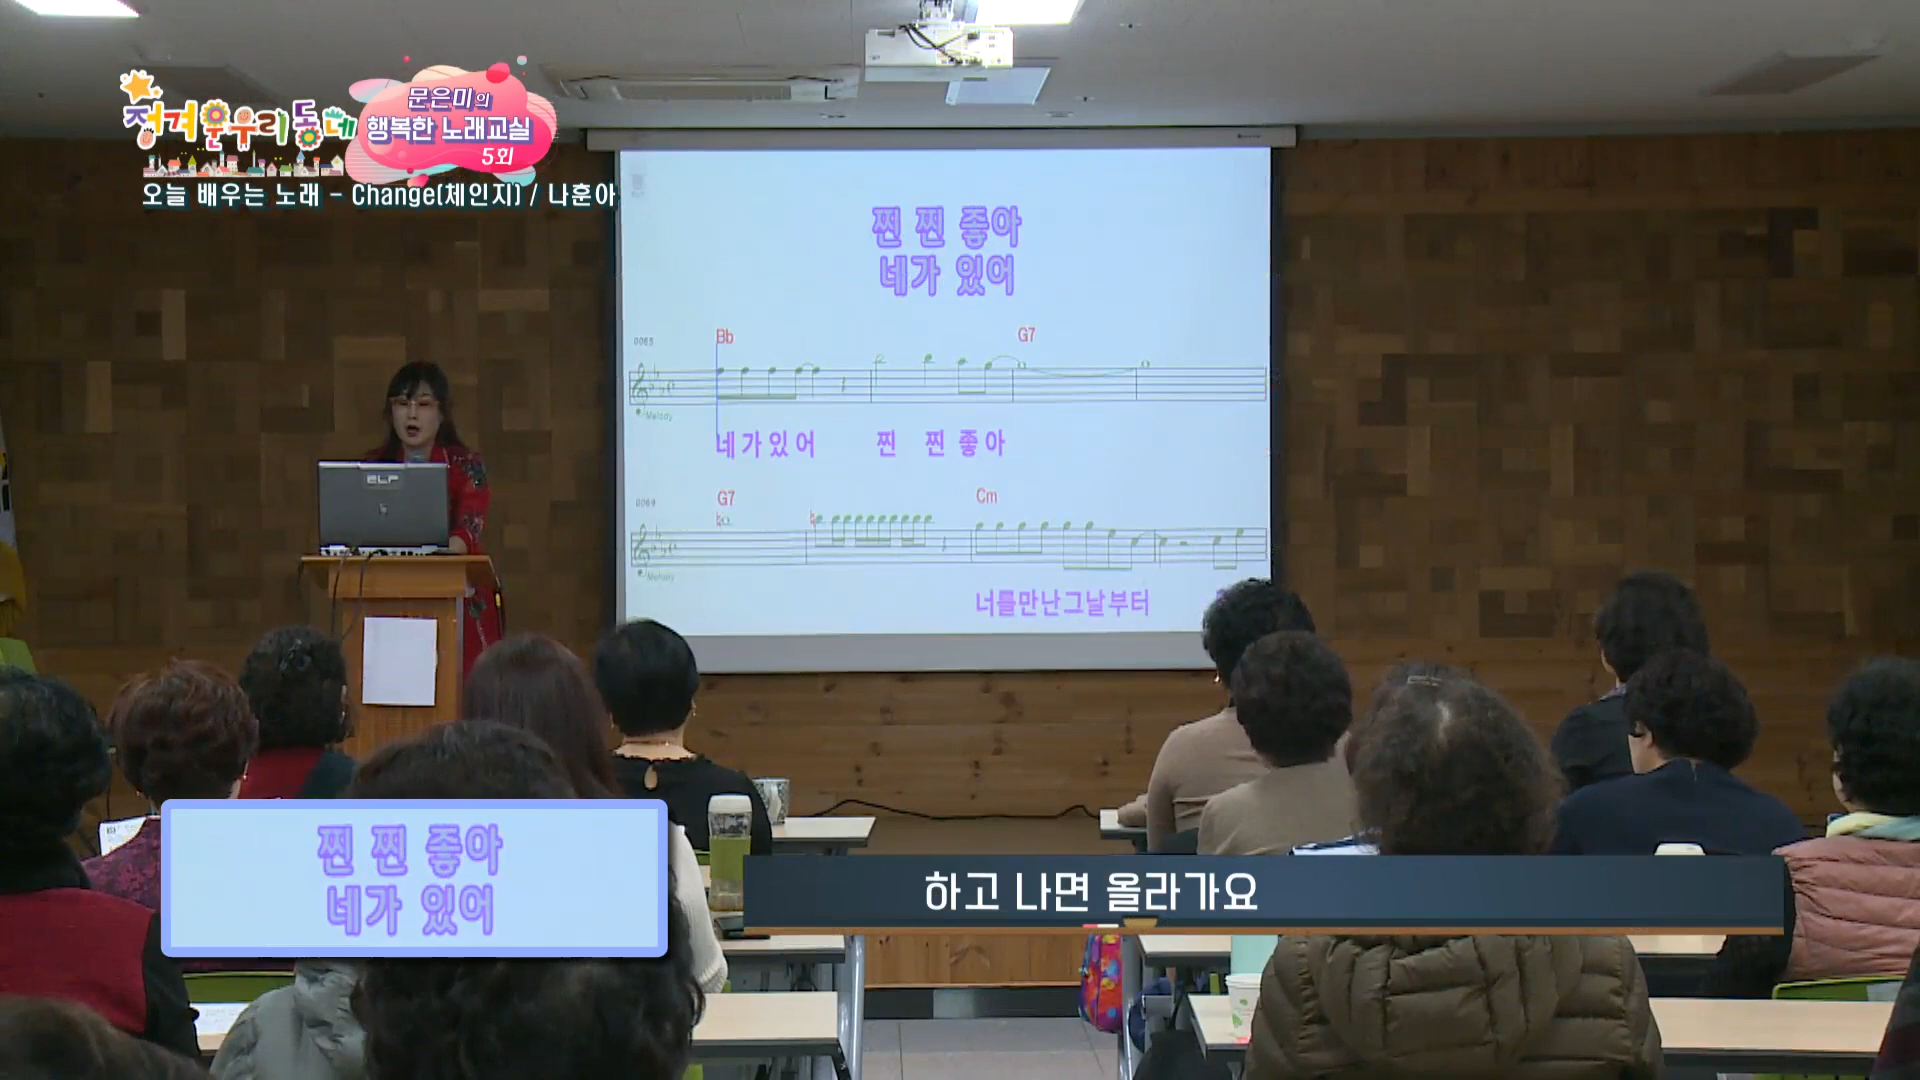 정겨운우리동네
문은미의
행복한 노래교실
5회
오늘 배우는 노래 - Change(체인지) / 나훈아
찐 찐 좋아
네가 있어
0065
Bb
G7
Melody
네가있어 찐 찐좋아
0069
G7
Cm
Melody
너를만난그날부터
찐 찐 좋아
네가 있어
하고 나면 올라가요